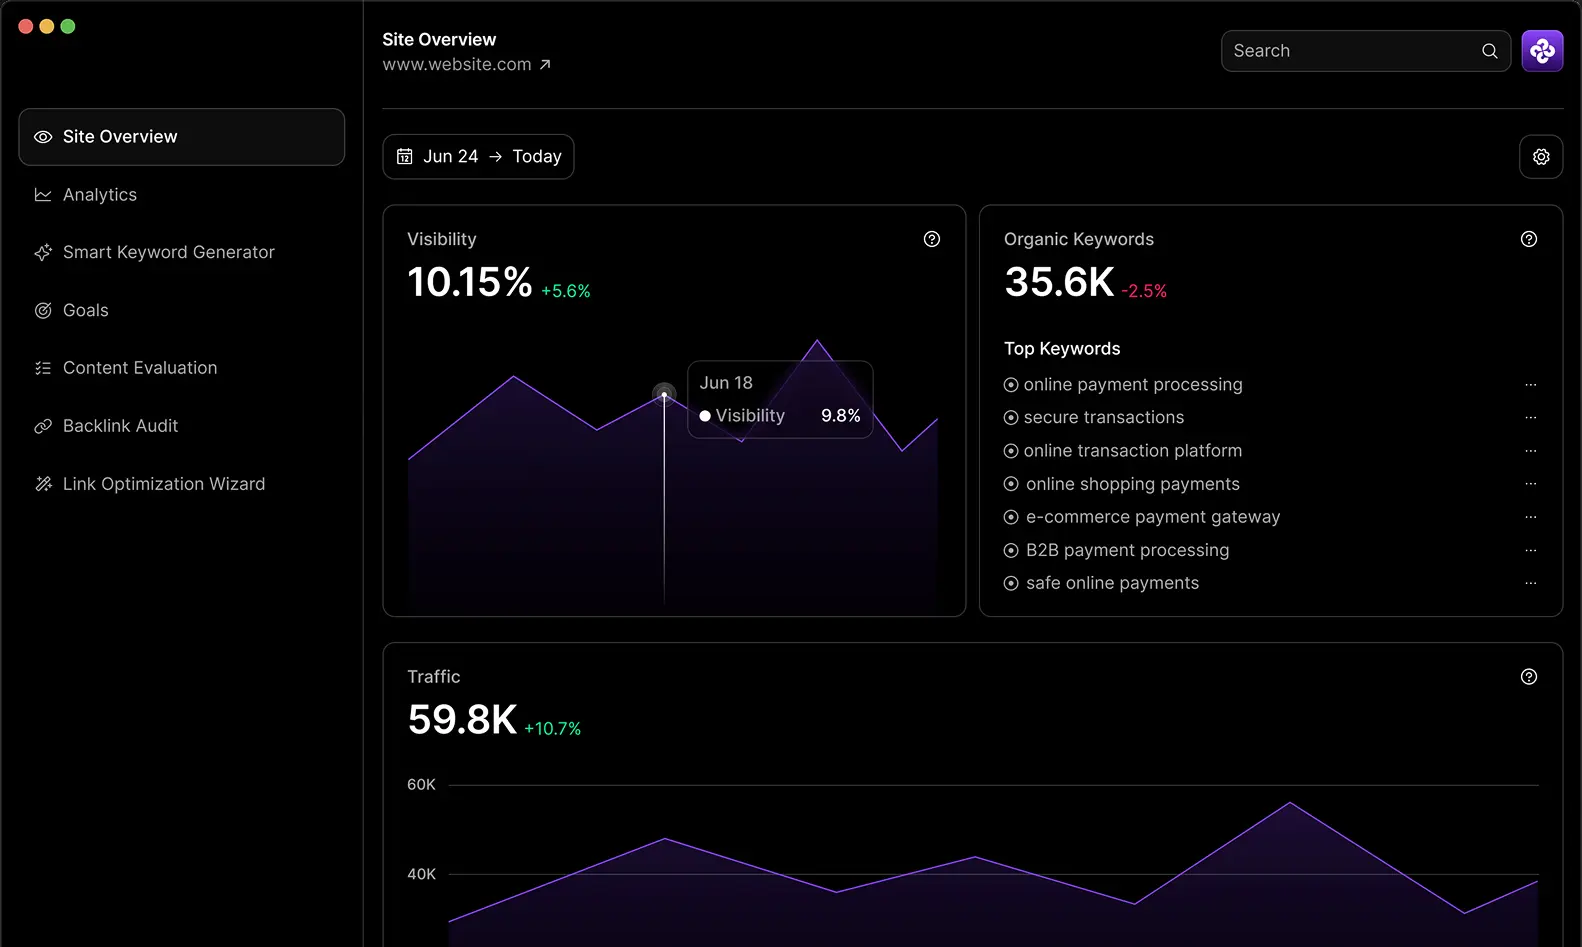 Site Overview
www.website.com
Search
Site Overview
Analytics
Smart Keyword Generator
Goals
Content Evaluation
Backlink Audit
Link Optimization Wizard
12 Jun 24 → Today
Visibility
10.15% +5.6%
Jun 18
Visibility 9.8%
Organic Keywords
35.6K -2.5%
Top Keywords
online payment processing
secure transactions
online transaction platform
online shopping payments
e-commerce payment gateway
B2B payment processing
safe online payments
Traffic
59.8K +10.7%
60K
40K